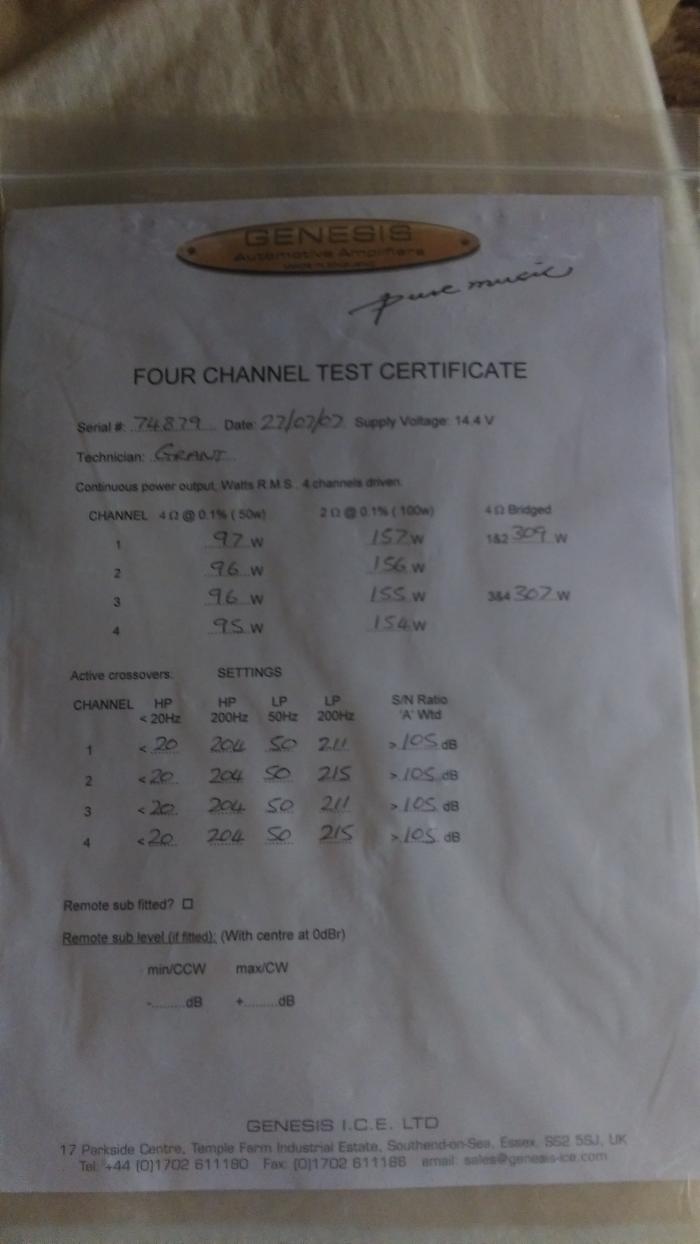 GENESIS
Automotive Amplifiers
pure music
FOUR CHANNEL TEST CERTIFICATE
Serial #: 74879 Date: 27/07/07 Supply Voltage: 14.4 V
Technician: GRANT
Continuous power output, Watts R.M.S. 4 channels driven.
CHANNEL 4 Ω @ 0.1% ( 50w) 2 Ω @ 0.1% ( 100w) 4 Ω Bridged
1 97 W 157 W 1&2 309 W
2 96 W 156 W
3 96 W 155 W 3&4 307 W
4 95 W 154 W
Active crossovers: SETTINGS
CHANNEL HP HP LP LP S/N Ratio
< 20Hz 200Hz 50Hz 200Hz 'A' Wtd
1 < 20 204 50 211 > 105 dB
2 < 20 204 50 215 > 105 dB
3 < 20 204 50 211 > 105 dB
4 < 20 204 50 215 > 105 dB
Remote sub fitted? ☐
Remote sub level (if fitted): (With centre at 0dBr)
min/CCW max/CW
-.........dB +.........dB
GENESIS I.C.E. LTD
17 Parkside Centre, Temple Farm Industrial Estate, Southend-on-Sea, Essex, SS2 5SJ, UK
Tel: +44 (0)1702 611180 Fax: (0)1702 611188 email: sales@genesis-ice.com